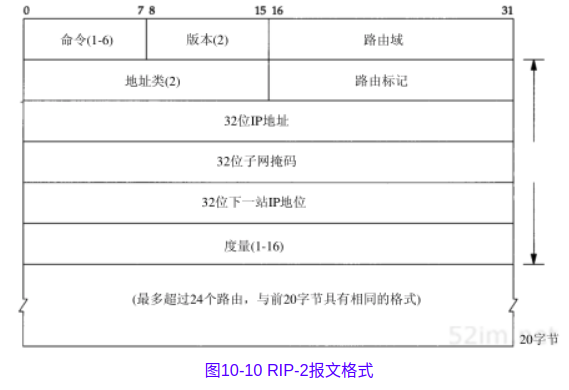 0 7 8 15 16 31
命令(1-6) 版本(2) 路由域
地址类(2) 路由标记
32位IP地址
32位子网掩码
32位下一站IP地位
度量(1-16)
(最多超过24个路由，与前20字节具有相同的格式)
52im.net
20字节
图10-10 RIP-2报文格式